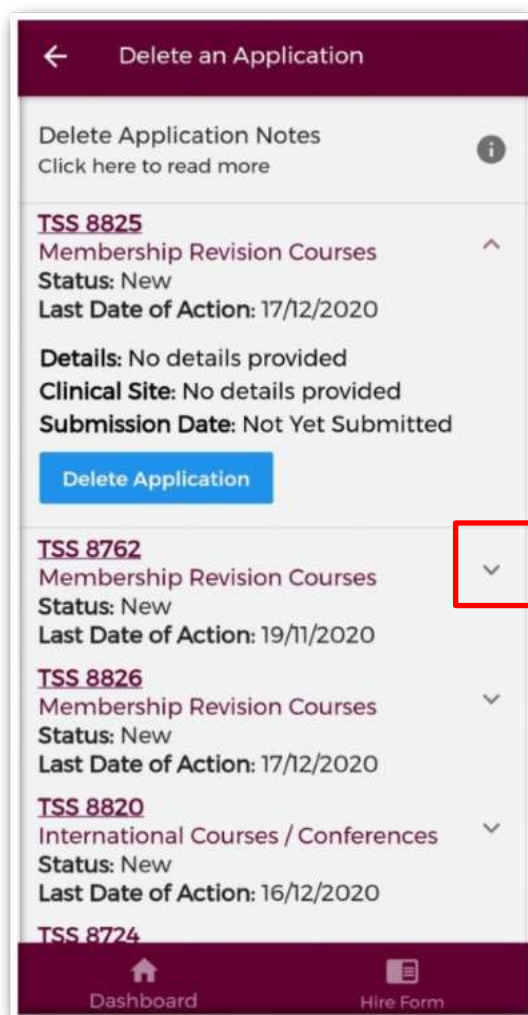 Delete an Application
Delete Application Notes
Click here to read more
TSS 8825
Membership Revision Courses
Status: New
Last Date of Action: 17/12/2020
Details: No details provided
Clinical Site: No details provided
Submission Date: Not Yet Submitted
Delete Application
TSS 8762
Membership Revision Courses
Status: New
Last Date of Action: 19/11/2020
TSS 8826
Membership Revision Courses
Status: New
Last Date of Action: 17/12/2020
TSS 8820
International Courses / Conferences
Status: New
Last Date of Action: 16/12/2020
TSS 8724
Dashboard
Hire Form